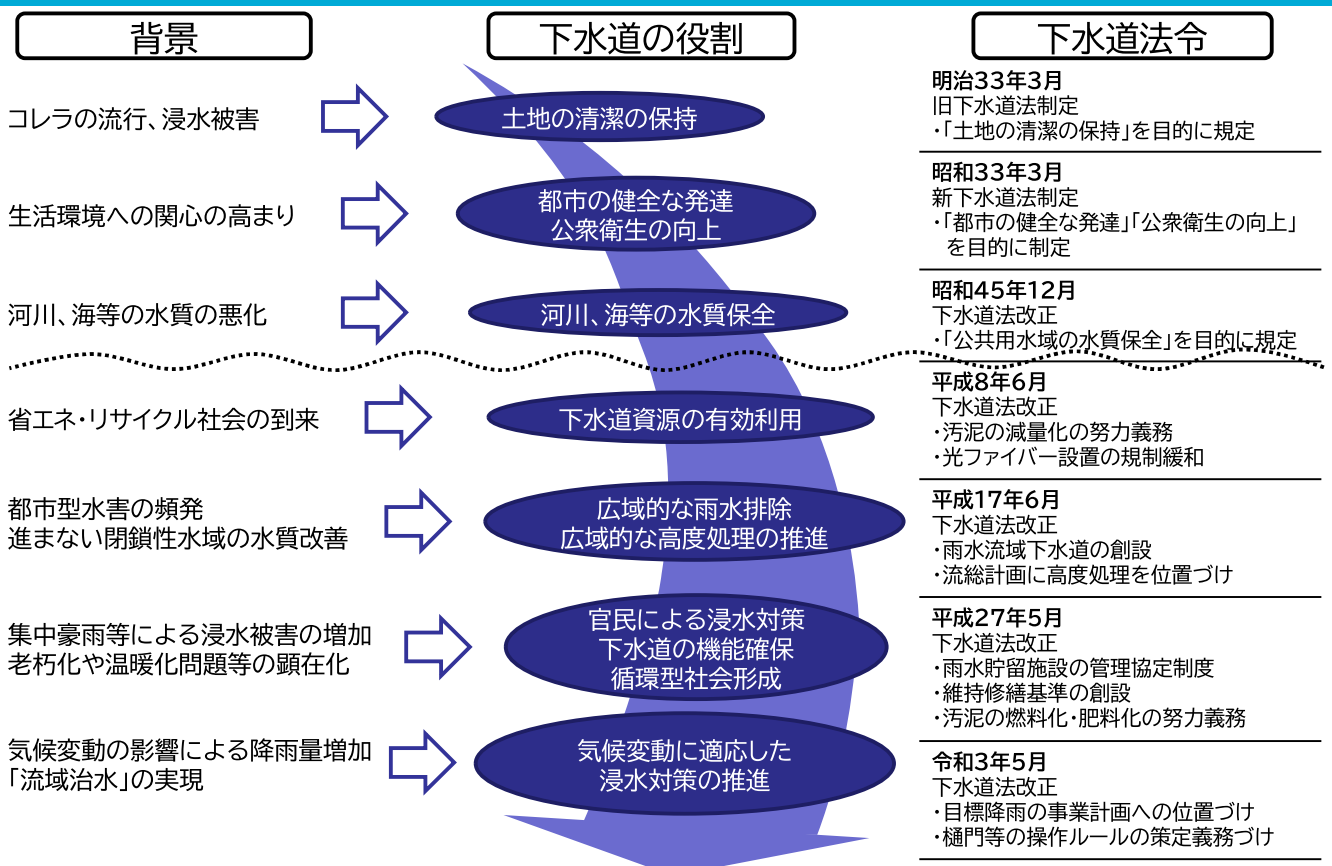 背景
下水道の役割
下水道法令
コレラの流行、浸水被害
土地の清潔の保持
明治33年3月
旧下水道法制定
・「土地の清潔の保持」を目的に規定
生活環境への関心の高まり
都市の健全な発達
公衆衛生の向上
昭和33年3月
新下水道法制定
・「都市の健全な発達」「公衆衛生の向上」
を目的に制定
河川、海等の水質の悪化
河川、海等の水質保全
昭和45年12月
下水道法改正
・「公共用水域の水質保全」を目的に規定
省エネ・リサイクル社会の到来
下水道資源の有効利用
平成8年6月
下水道法改正
・汚泥の減量化の努力義務
・光ファイバー設置の規制緩和
都市型水害の頻発
進まない閉鎖性水域の水質改善
広域的な雨水排除
広域的な高度処理の推進
平成17年6月
下水道法改正
・雨水流域下水道の創設
・流総計画に高度処理を位置づけ
集中豪雨等による浸水被害の増加
老朽化や温暖化問題等の顕在化
官民による浸水対策
下水道の機能確保
循環型社会形成
平成27年5月
下水道法改正
・雨水貯留施設の管理協定制度
・維持修繕基準の創設
・汚泥の燃料化・肥料化の努力義務
気候変動の影響による降雨量増加
「流域治水」の実現
気候変動に適応した
浸水対策の推進
令和3年5月
下水道法改正
・目標降雨の事業計画への位置づけ
・樋門等の操作ルールの策定義務づけ